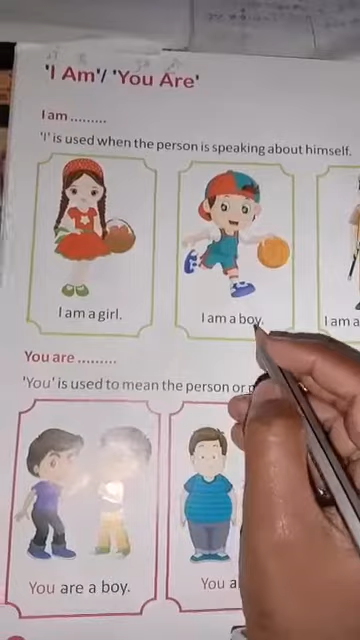 'I Am'/ 'You Are'
I am .........
'I' is used when the person is speaking about himself.
I am a girl.
I am a boy.
I am a
You are .........
'You' is used to mean the person or
You are a boy.
You a